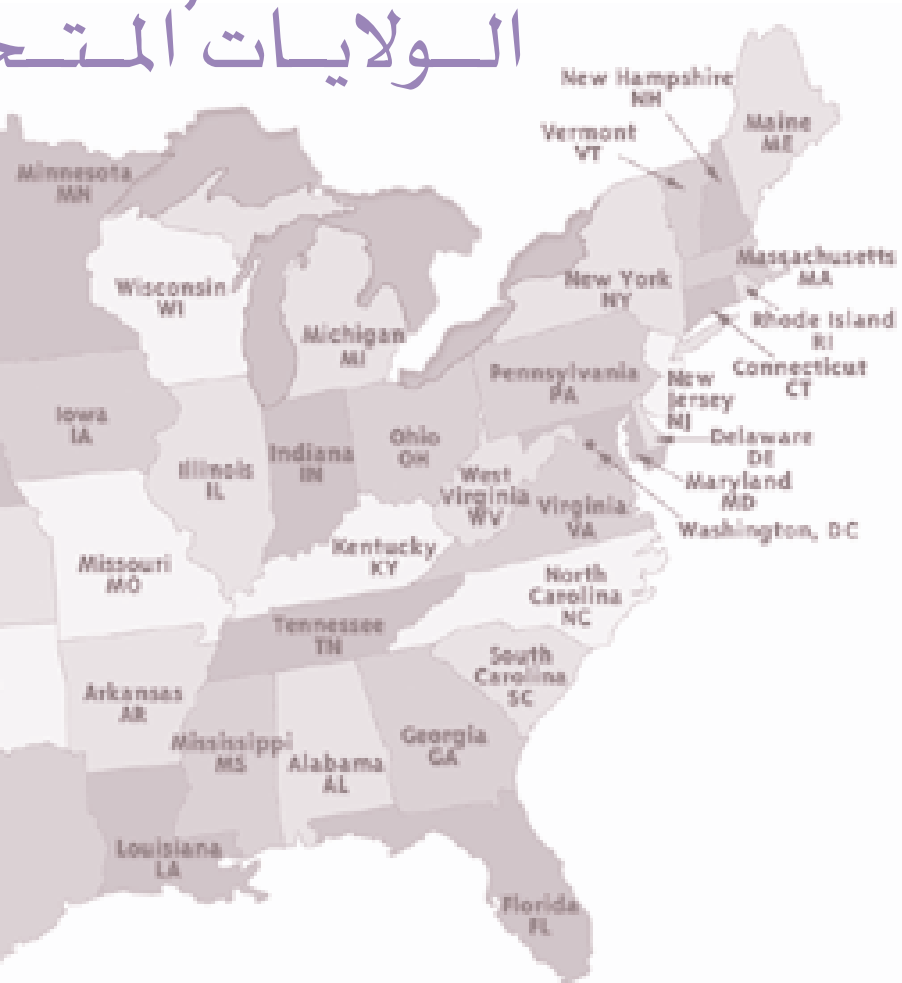 الـولايـات
New Hampshire
NH
Maine
ME
Vermont
VT
Minnesota
MN
Massachusetts
MA
Wisconsin
WI
New York
NY
Rhode Island
RI
Michigan
MI
Connecticut
CT
Pennsylvania
PA
New
Jersey
NJ
Iowa
IA
Ohio
OH
Delaware
DE
Indiana
IN
Illinois
IL
West
Virginia
WV
Maryland
MD
Virginia
VA
Washington, DC
Kentucky
KY
Missouri
MO
North
Carolina
NC
Tennessee
TN
South
Carolina
SC
Arkansas
AR
Georgia
GA
Mississippi
MS
Alabama
AL
Louisiana
LA
Florida
FL